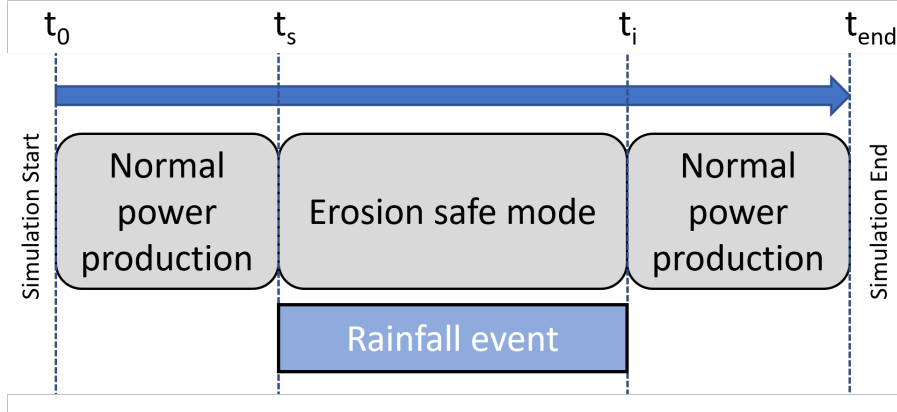 t0 ts ti tend
Simulation Start
Normal
power
production
Erosion safe mode
Normal
power
production
Simulation End
Rainfall event